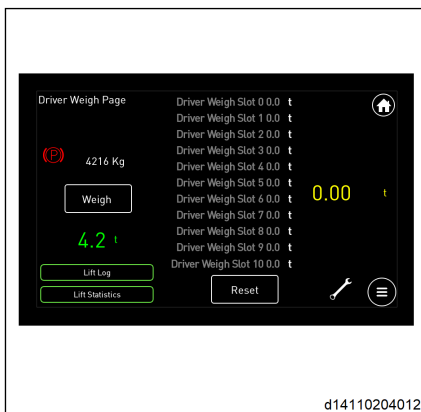 Driver Weigh Page
(P)
4216 Kg
Weigh
4.2 t
Lift Log
Lift Statistics
Driver Weigh Slot 0 0.0 t
Driver Weigh Slot 1 0.0 t
Driver Weigh Slot 2 0.0 t
Driver Weigh Slot 3 0.0 t
Driver Weigh Slot 4 0.0 t
Driver Weigh Slot 5 0.0 t
Driver Weigh Slot 6 0.0 t
Driver Weigh Slot 7 0.0 t
Driver Weigh Slot 8 0.0 t
Driver Weigh Slot 9 0.0 t
Driver Weigh Slot 10 0.0 t
Reset
0.00 t
d14110204012